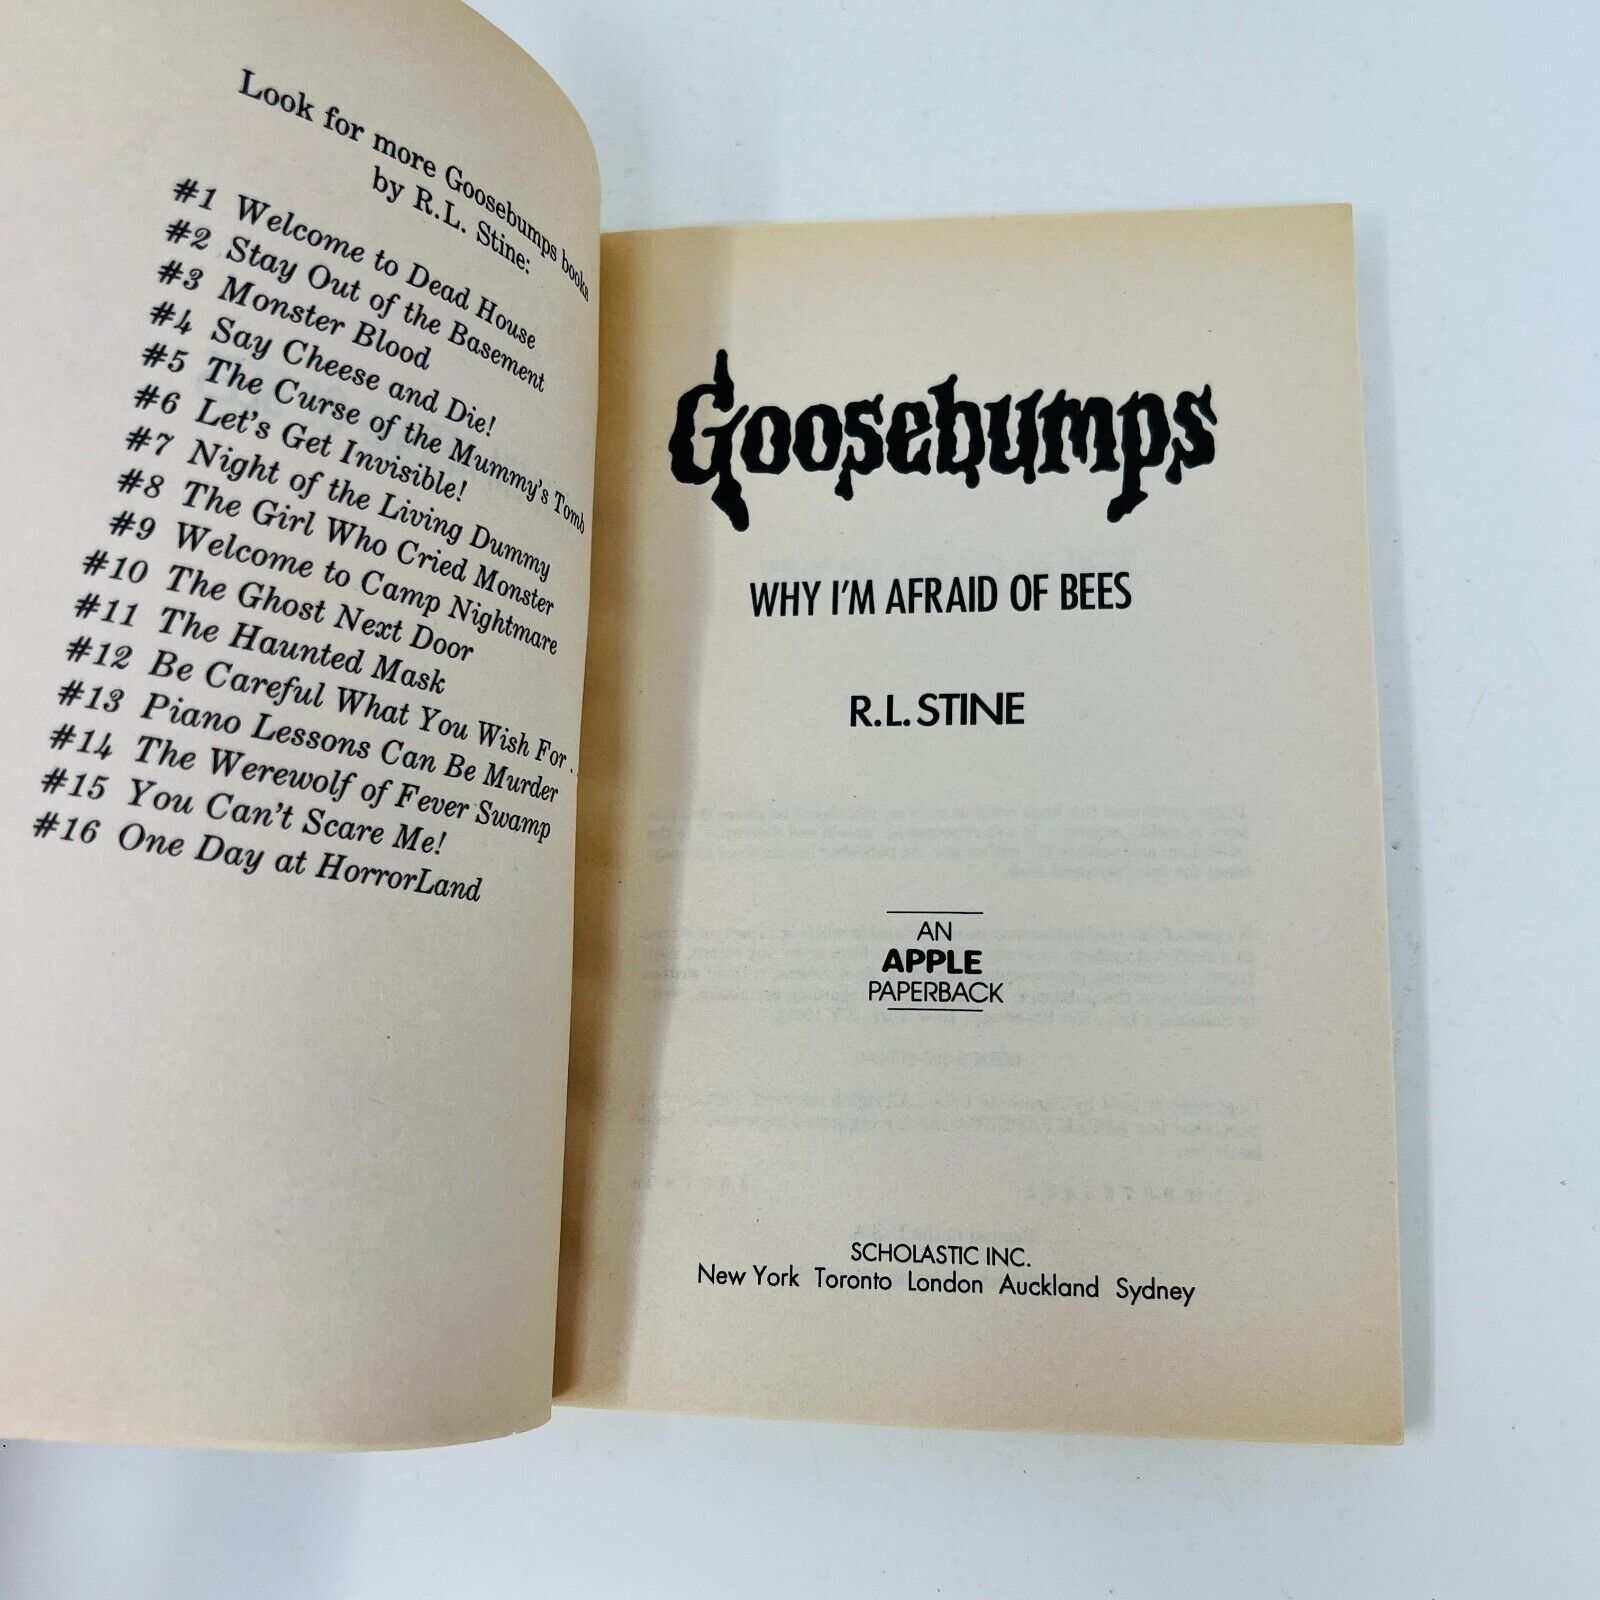 Look for more Goosebumps books
by R.L. Stine:
#1 Welcome to Dead House
#2 Stay Out of the Basement
#3 Monster Blood
#4 Say Cheese and Die!
#5 The Curse of the Mummy's Tomb
#6 Let's Get Invisible!
#7 Night of the Living Dummy
#8 The Girl Who Cried Monster
#9 Welcome to Camp Nightmare
#10 The Ghost Next Door
#11 The Haunted Mask
#12 Be Careful What You Wish For . .
#13 Piano Lessons Can Be Murder
#14 The Werewolf of Fever Swamp
#15 You Can't Scare Me!
#16 One Day at HorrorLand
Goosebumps
WHY I'M AFRAID OF BEES
R.L. STINE
AN
APPLE
PAPERBACK
SCHOLASTIC INC.
New York Toronto London Auckland Sydney